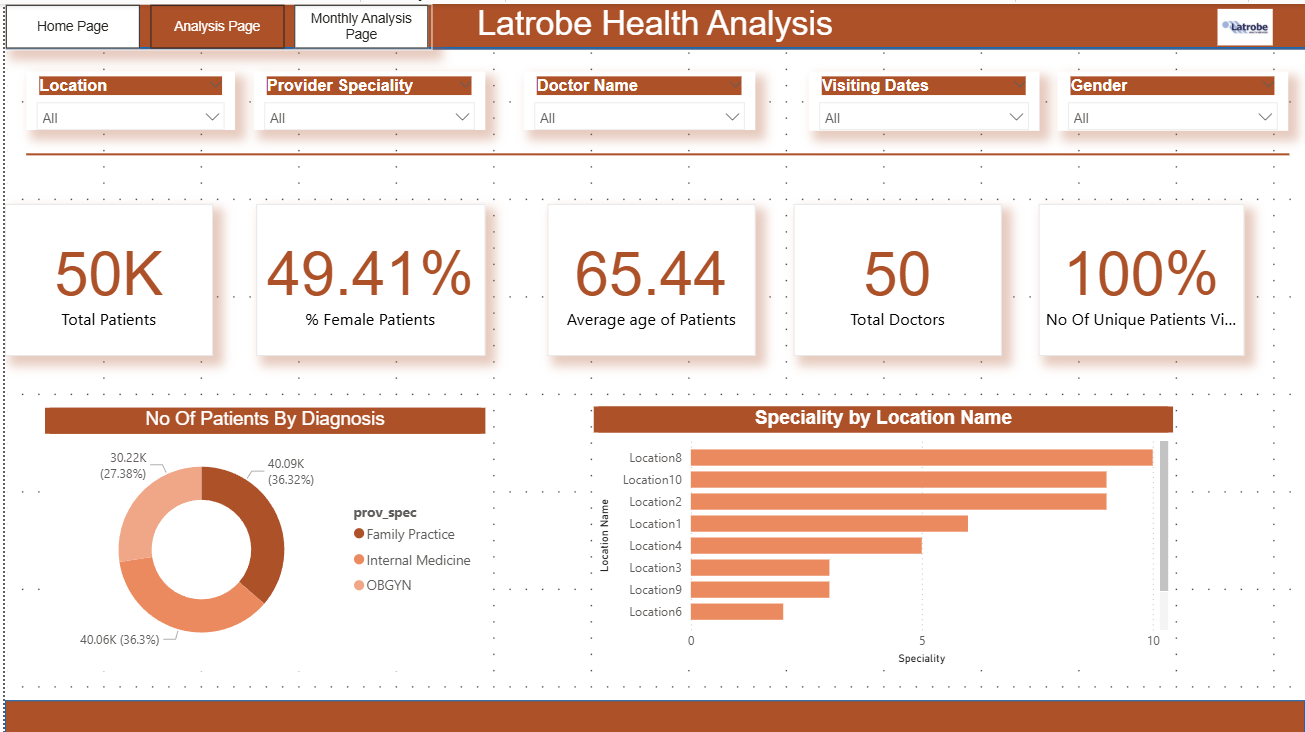 Home Page
Analysis Page
Monthly Analysis
Page
Latrobe Health Analysis
Latrobe
Location
Provider Speciality
Doctor Name
Visiting Dates
Gender
All
All
All
All
All
50K
Total Patients
49.41%
% Female Patients
65.44
Average age of Patients
50
Total Doctors
100%
No Of Unique Patients Vi...
No Of Patients By Diagnosis
30.22K
(27.38%)
40.09K
(36.32%)
40.06K (36.3%)
prov_spec
Family Practice
Internal Medicine
OBGYN
Speciality by Location Name
Location Name
Location8
Location10
Location2
Location1
Location4
Location3
Location9
Location6
0
5
10
Speciality